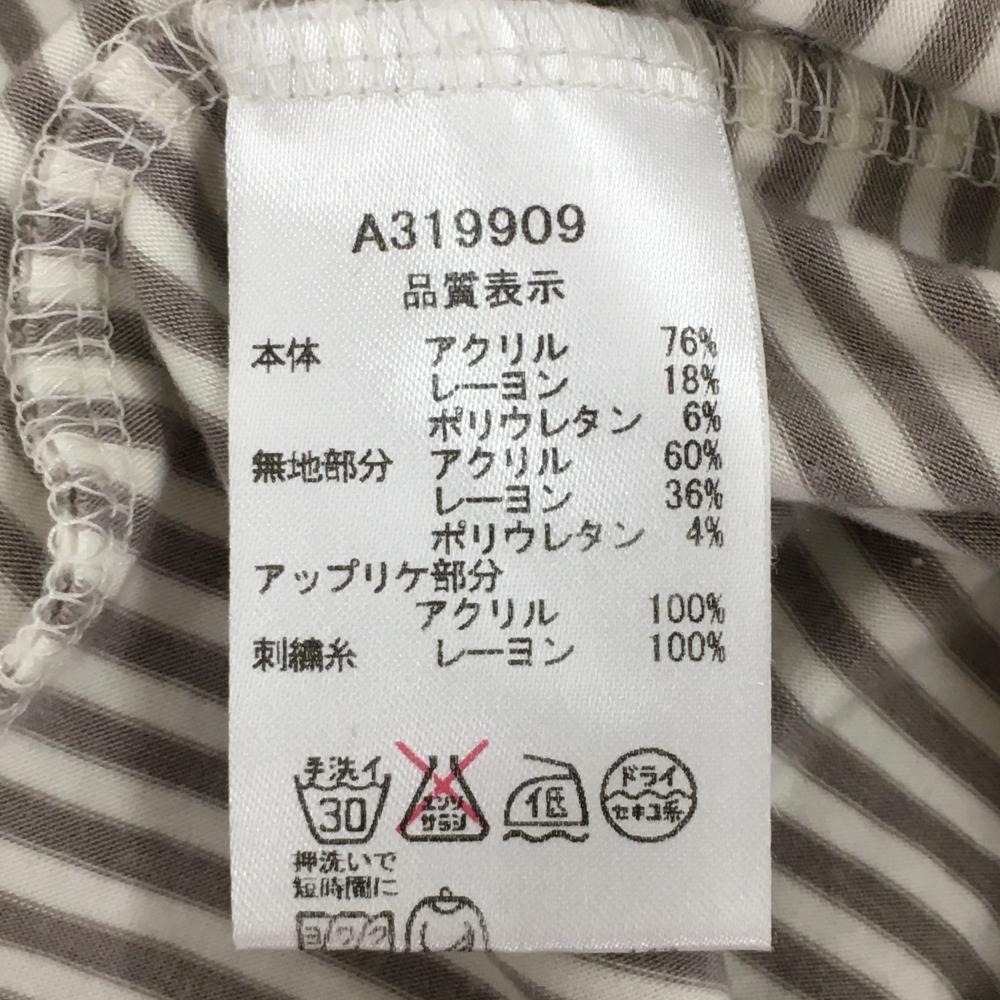 A319909
品質表示
本体 アクリル 76%
レーヨン 18%
ポリウレタン 6%
無地部分 アクリル 60%
レーヨン 36%
ポリウレタン 4%
アップリケ部分
アクリル 100%
刺繍糸 レーヨン 100%
手洗イ 30 エンソサラシ 低 ドライセキユ系
押洗いで
短時間に
ヨワク